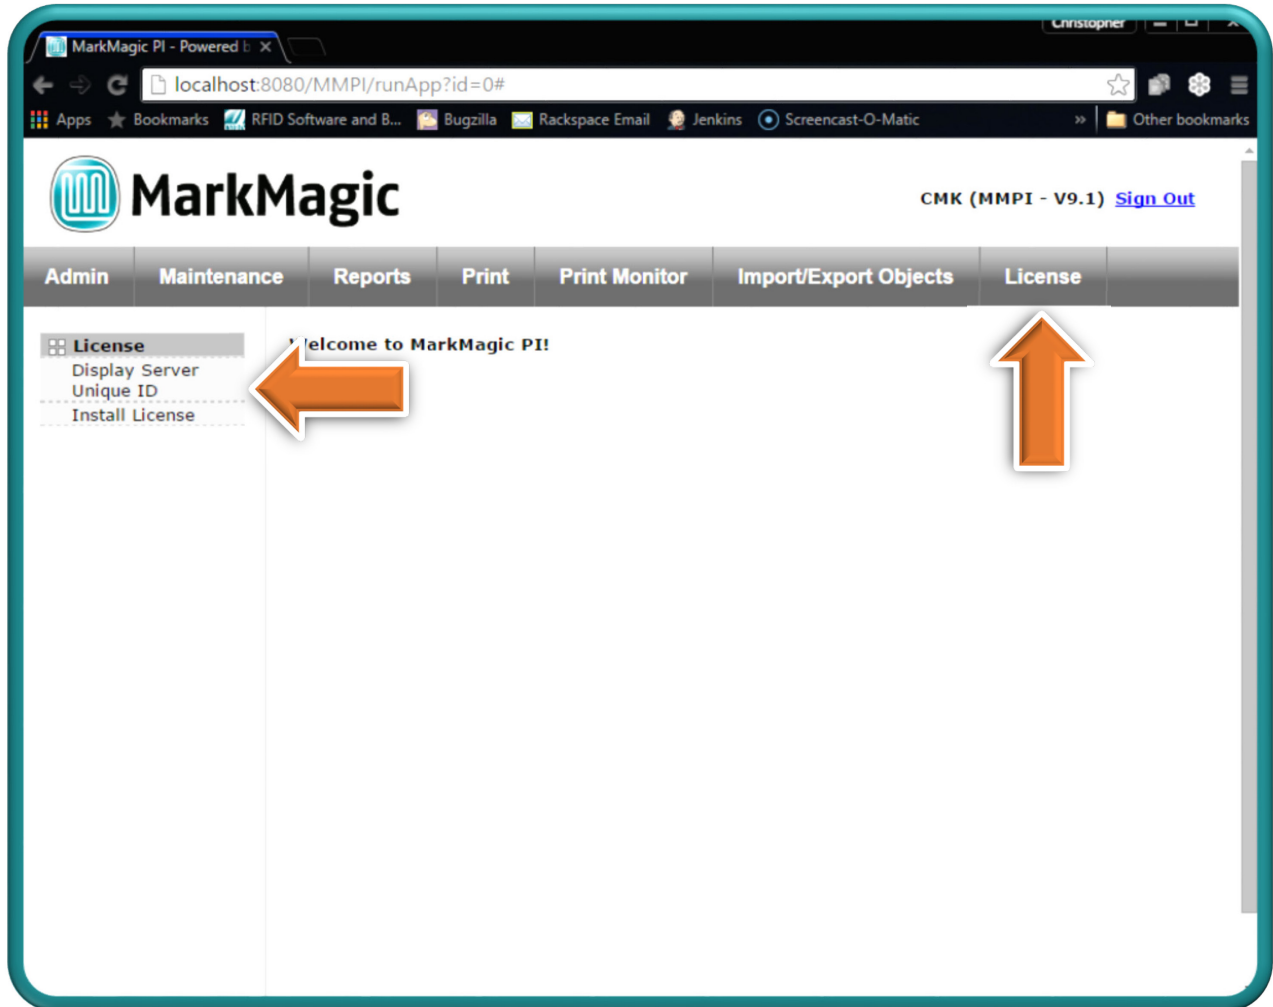 Christopher
MarkMagic PI - Powered b
localhost:8080/MMPI/runApp?id=0#
Apps Bookmarks RFID Software and B... Bugzilla Rackspace Email Jenkins Screencast-O-Matic » Other bookmarks
MarkMagic
CMK (MMPI - V9.1) Sign Out
Admin Maintenance Reports Print Print Monitor Import/Export Objects License
License
Welcome to MarkMagic PI!
Display Server
Unique ID
Install License